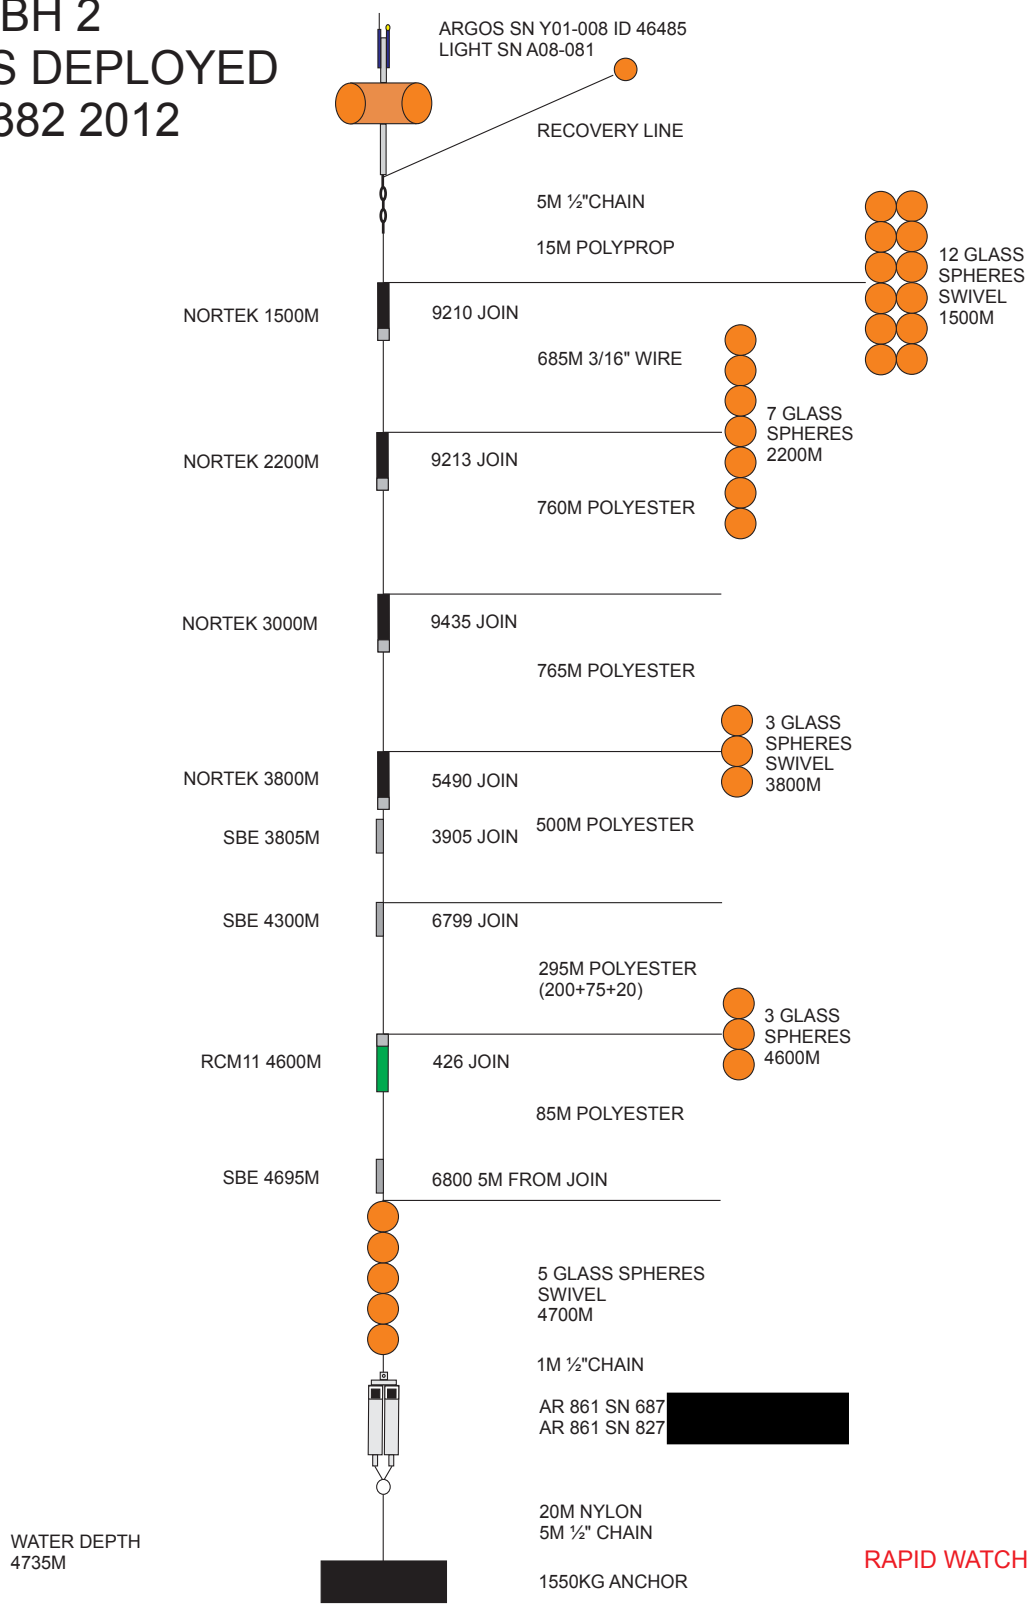 BH 2
S DEPLOYED
382 2012
ARGOS SN Y01-008 ID 46485
LIGHT SN A08-081
RECOVERY LINE
5M ½"CHAIN
15M POLYPROP
12 GLASS
SPHERES
SWIVEL
1500M
NORTEK 1500M
9210 JOIN
685M 3/16" WIRE
7 GLASS
SPHERES
2200M
NORTEK 2200M
9213 JOIN
760M POLYESTER
NORTEK 3000M
9435 JOIN
765M POLYESTER
3 GLASS
SPHERES
SWIVEL
3800M
NORTEK 3800M
5490 JOIN
500M POLYESTER
SBE 3805M
3905 JOIN
SBE 4300M
6799 JOIN
295M POLYESTER
(200+75+20)
3 GLASS
SPHERES
4600M
RCM11 4600M
426 JOIN
85M POLYESTER
SBE 4695M
6800 5M FROM JOIN
5 GLASS SPHERES
SWIVEL
4700M
1M ½"CHAIN
AR 861 SN 687
AR 861 SN 827
20M NYLON
5M ½" CHAIN
WATER DEPTH
4735M
1550KG ANCHOR
RAPID WATCH